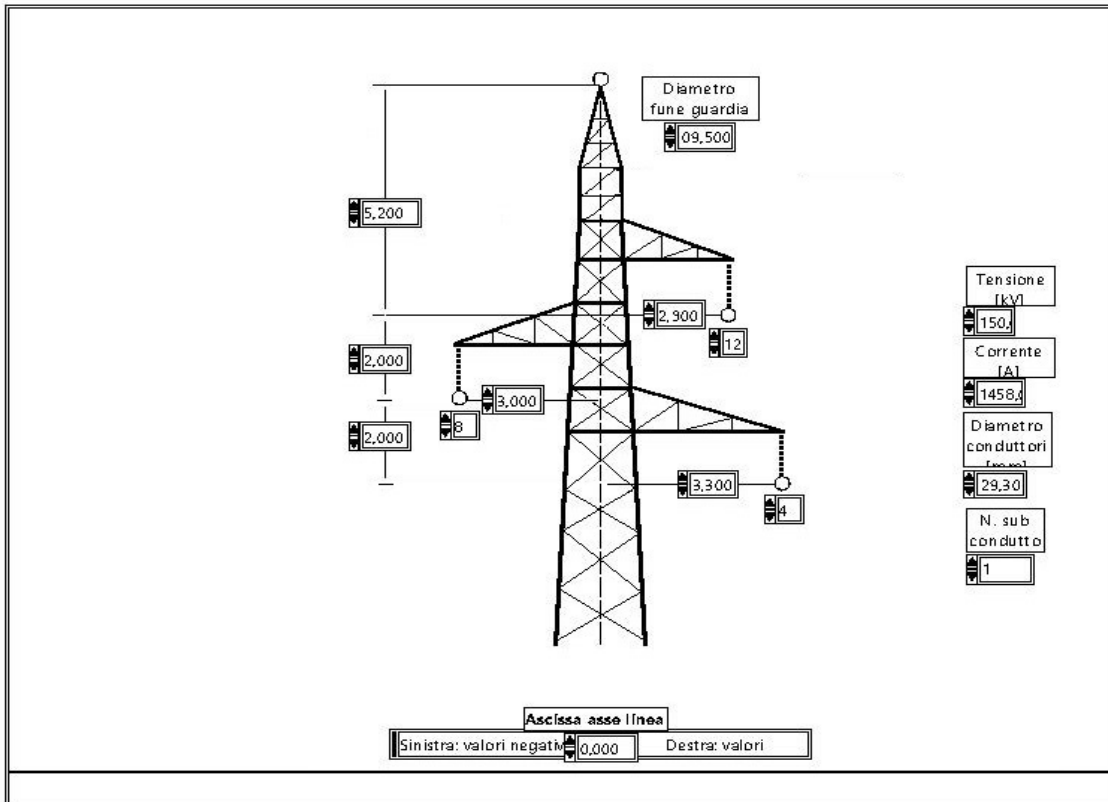 Diametro
fune guardia
09,500
5,200
Tensione
[kV]
150,
2,900
12
2,000
Corrente
[A]
1458,
3,000
8
2,000
Diametro
conduttori
[mm]
29,30
3,300
4
N. sub
condutto
1
Ascissa asse linea
Sinistra: valori negativ 0,000 Destra: valori